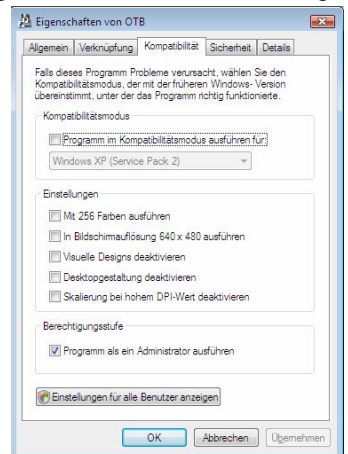 Eigenschaften von OTB
Allgemein Verknüpfung Kompatibilität Sicherheit Details
Falls dieses Programm Probleme verursacht, wählen Sie den
Kompatibilitätsmodus, der mit der früheren Windows-Version
übereinstimmt, unter der das Programm richtig funktionierte.
Kompatibilitätsmodus
Programm im Kompatibilitätsmodus ausführen für:
Windows XP (Service Pack 2)
Einstellungen
Mit 256 Farben ausführen
In Bildschirmauflösung 640 x 480 ausführen
Visuelle Designs deaktivieren
Desktopgestaltung deaktivieren
Skalierung bei hohem DPI-Wert deaktivieren
Berechtigungsstufe
Programm als ein Administrator ausführen
Einstellungen für alle Benutzer anzeigen
OK Abbrechen Übernehmen